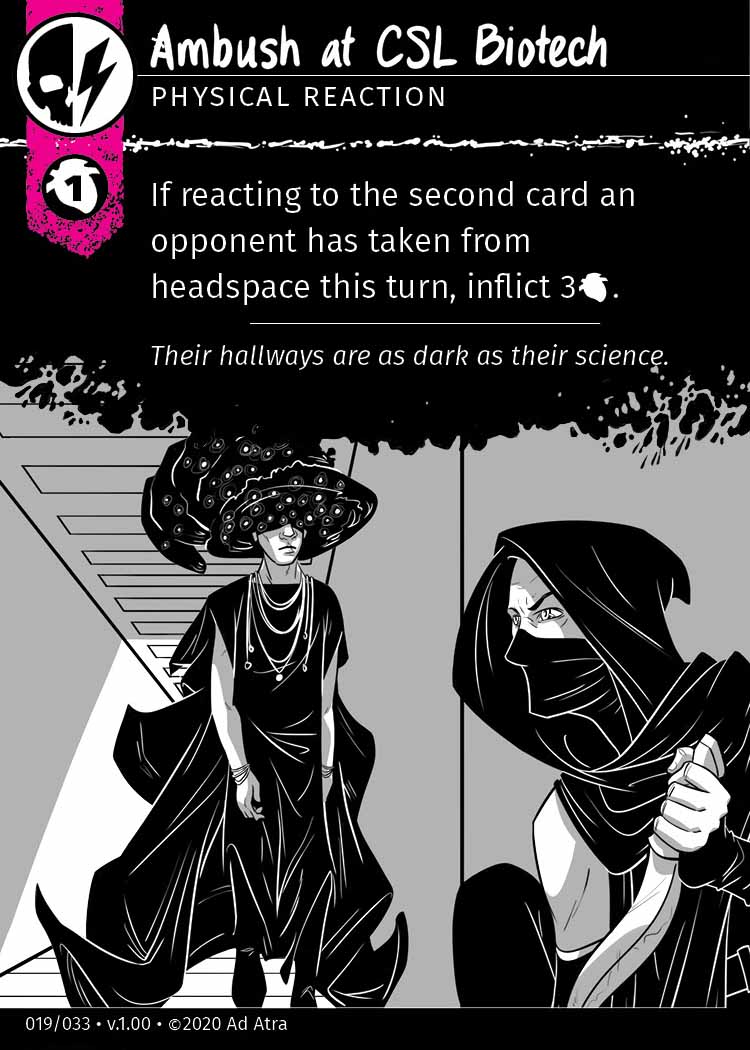 Ambush at CSL Biotech
PHYSICAL REACTION
1
If reacting to the second card an
opponent has taken from
headspace this turn, inflict 3.
Their hallways are as dark as their science.
019/033 • v.1.00 • ©2020 Ad Atra